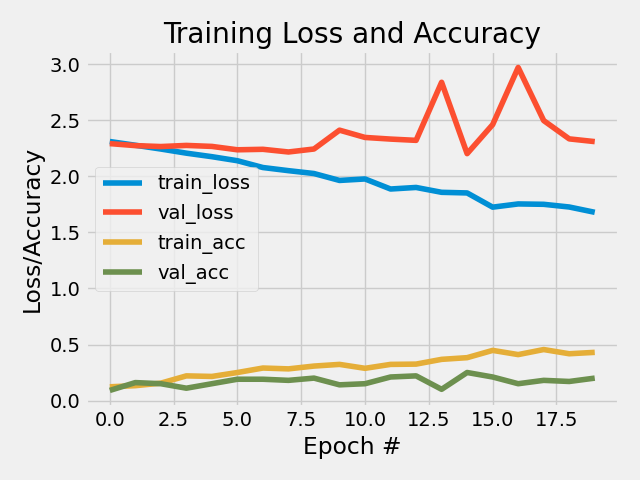 Training Loss and Accuracy
Loss/Accuracy
3.0
2.5
2.0
1.5
1.0
0.5
0.0
train_loss
val_loss
train_acc
val_acc
0.0 2.5 5.0 7.5 10.0 12.5 15.0 17.5
Epoch #